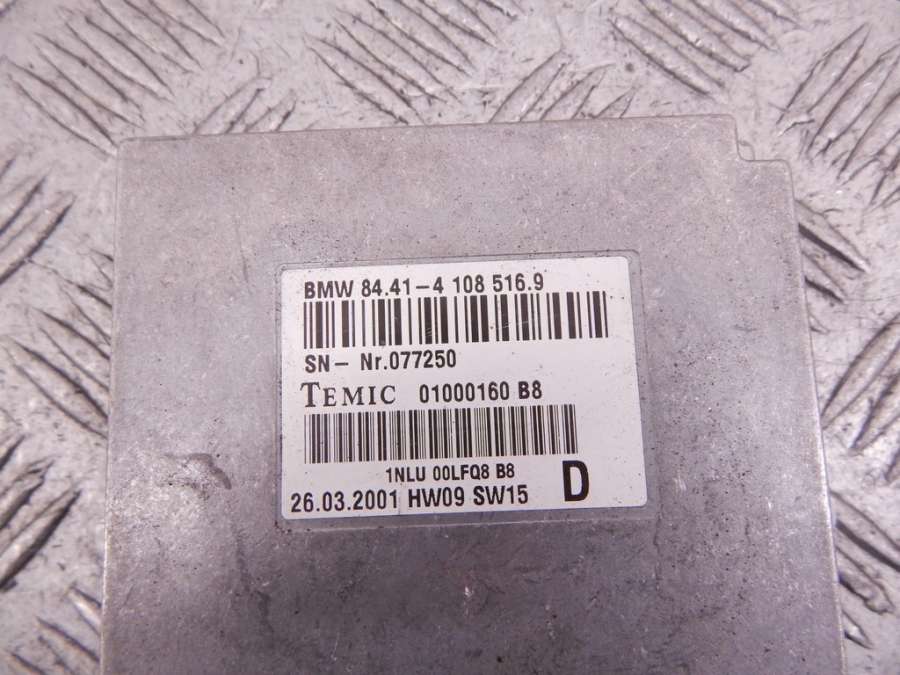 BMW 84.41-4 108 516.9
SN- Nr.077250
TEMIC 01000160 B8
1NLU 00LFQ8 B8
26.03.2001 HW09 SW15 D